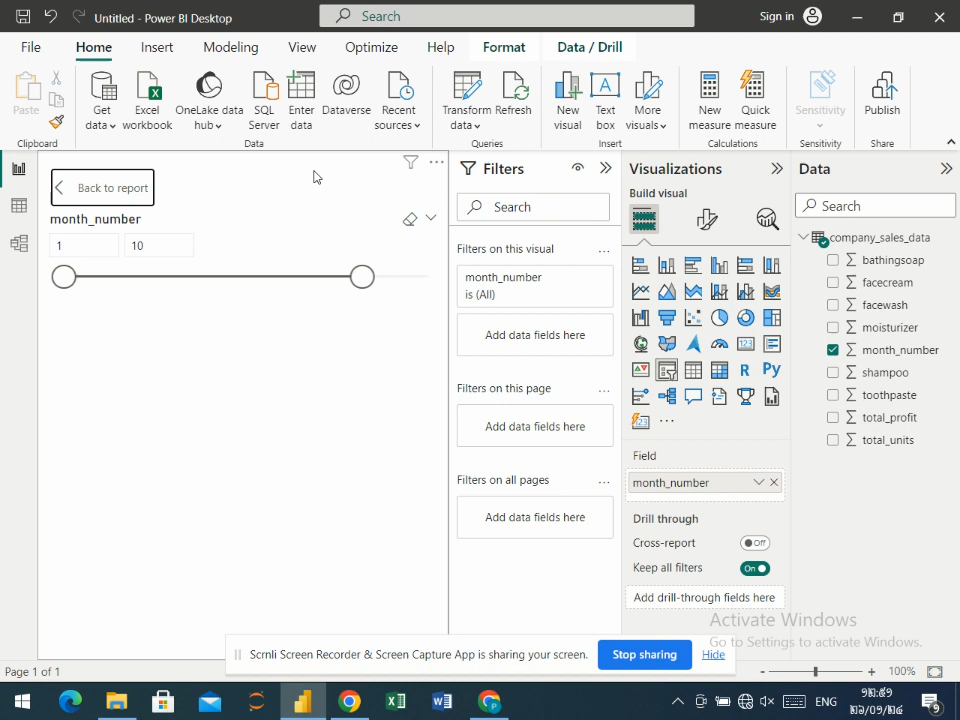 Untitled - Power BI Desktop
Search
Sign in
File
Home
Insert
Modeling
View
Optimize
Help
Format
Data / Drill
Paste
Get data
Excel workbook
OneLake data hub
SQL Server
Enter data
Dataverse
Recent sources
Transform data
Refresh
New visual
Text box
More visuals
New measure
Quick measure
Sensitivity
Publish
Clipboard
Data
Queries
Insert
Calculations
Sensitivity
Share
Back to report
month_number
1
10
Filters
Search
Filters on this visual
...
month_number
is (All)
Add data fields here
Filters on this page
...
Add data fields here
Filters on all pages
...
Add data fields here
Visualizations
Build visual
123
R
Py
123
...
Field
month_number
Drill through
Cross-report
Off
Keep all filters
On
Add drill-through fields here
Data
Search
company_sales_data
bathingsoap
facecream
facewash
moisturizer
month_number
shampoo
toothpaste
total_profit
total_units
Activate Windows
Go to Settings to activate Windows.
Scrnli Screen Recorder & Screen Capture App is sharing your screen.
Stop sharing
Hide
Page 1 of 1
-
+
100%
ENG
9